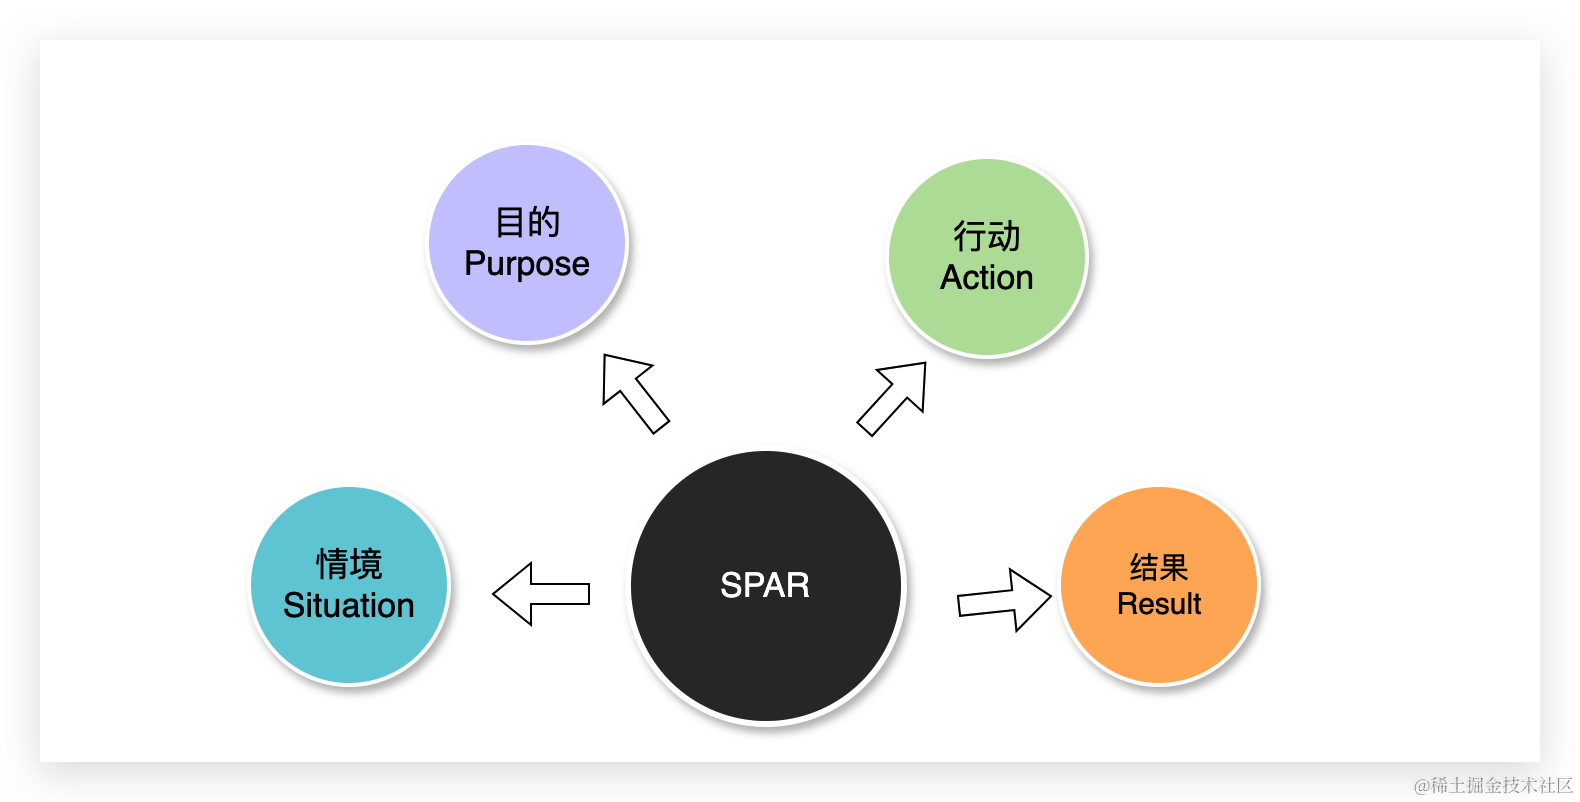 目的
Purpose
行动
Action
情境
Situation
SPAR
结果
Result
@稀土掘金技术社区